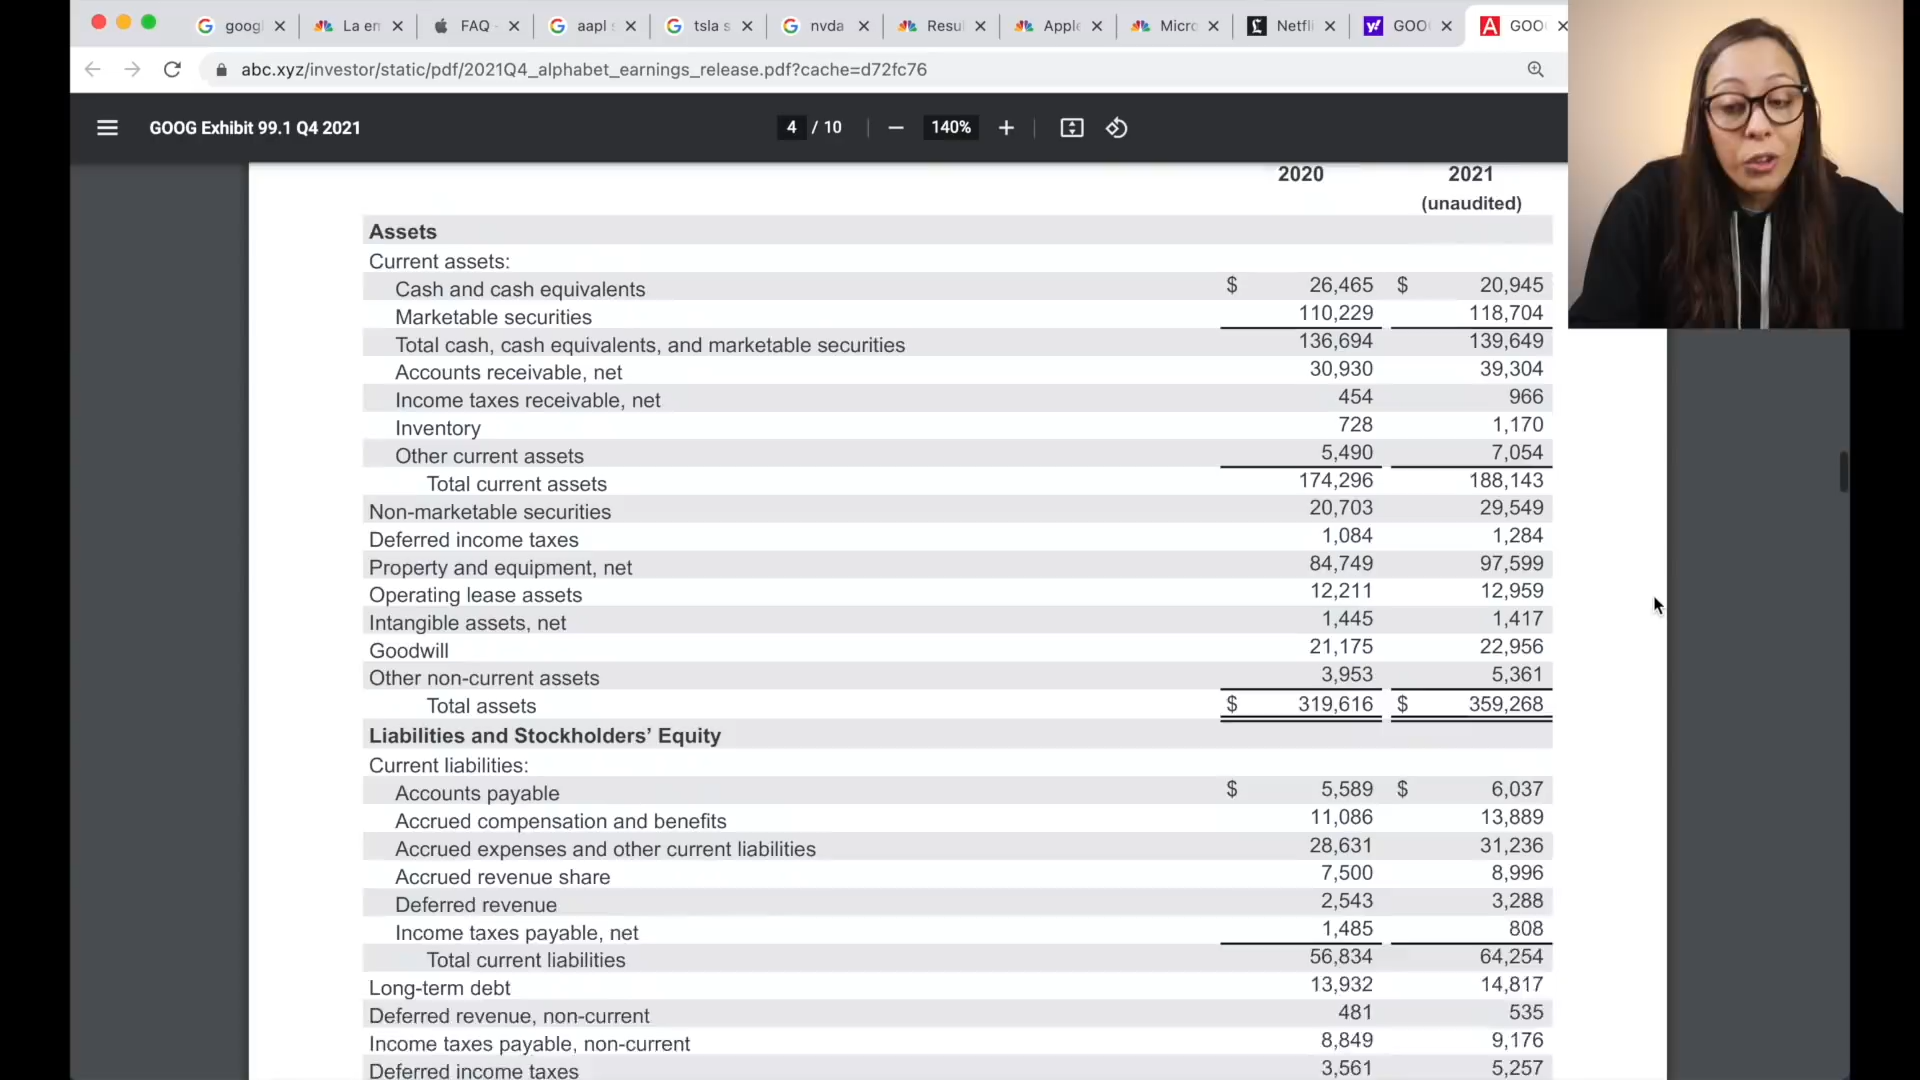 goog
La en
FAQ -
aapl s
tsla s
nvda
Resu
Apple
Micro
Netfli
GOO
GOO
abc.xyz/investor/static/pdf/2021Q4_alphabet_earnings_release.pdf?cache=d72fc76
GOOG Exhibit 99.1 Q4 2021
4 / 10
140%
2020 2021
(unaudited)
Assets
Current assets:
Cash and cash equivalents $ 26,465 $ 20,945
Marketable securities 110,229 118,704
Total cash, cash equivalents, and marketable securities 136,694 139,649
Accounts receivable, net 30,930 39,304
Income taxes receivable, net 454 966
Inventory 728 1,170
Other current assets 5,490 7,054
Total current assets 174,296 188,143
Non-marketable securities 20,703 29,549
Deferred income taxes 1,084 1,284
Property and equipment, net 84,749 97,599
Operating lease assets 12,211 12,959
Intangible assets, net 1,445 1,417
Goodwill 21,175 22,956
Other non-current assets 3,953 5,361
Total assets $ 319,616 $ 359,268
Liabilities and Stockholders’ Equity
Current liabilities:
Accounts payable $ 5,589 $ 6,037
Accrued compensation and benefits 11,086 13,889
Accrued expenses and other current liabilities 28,631 31,236
Accrued revenue share 7,500 8,996
Deferred revenue 2,543 3,288
Income taxes payable, net 1,485 808
Total current liabilities 56,834 64,254
Long-term debt 13,932 14,817
Deferred revenue, non-current 481 535
Income taxes payable, non-current 8,849 9,176
Deferred income taxes 3,561 5,257